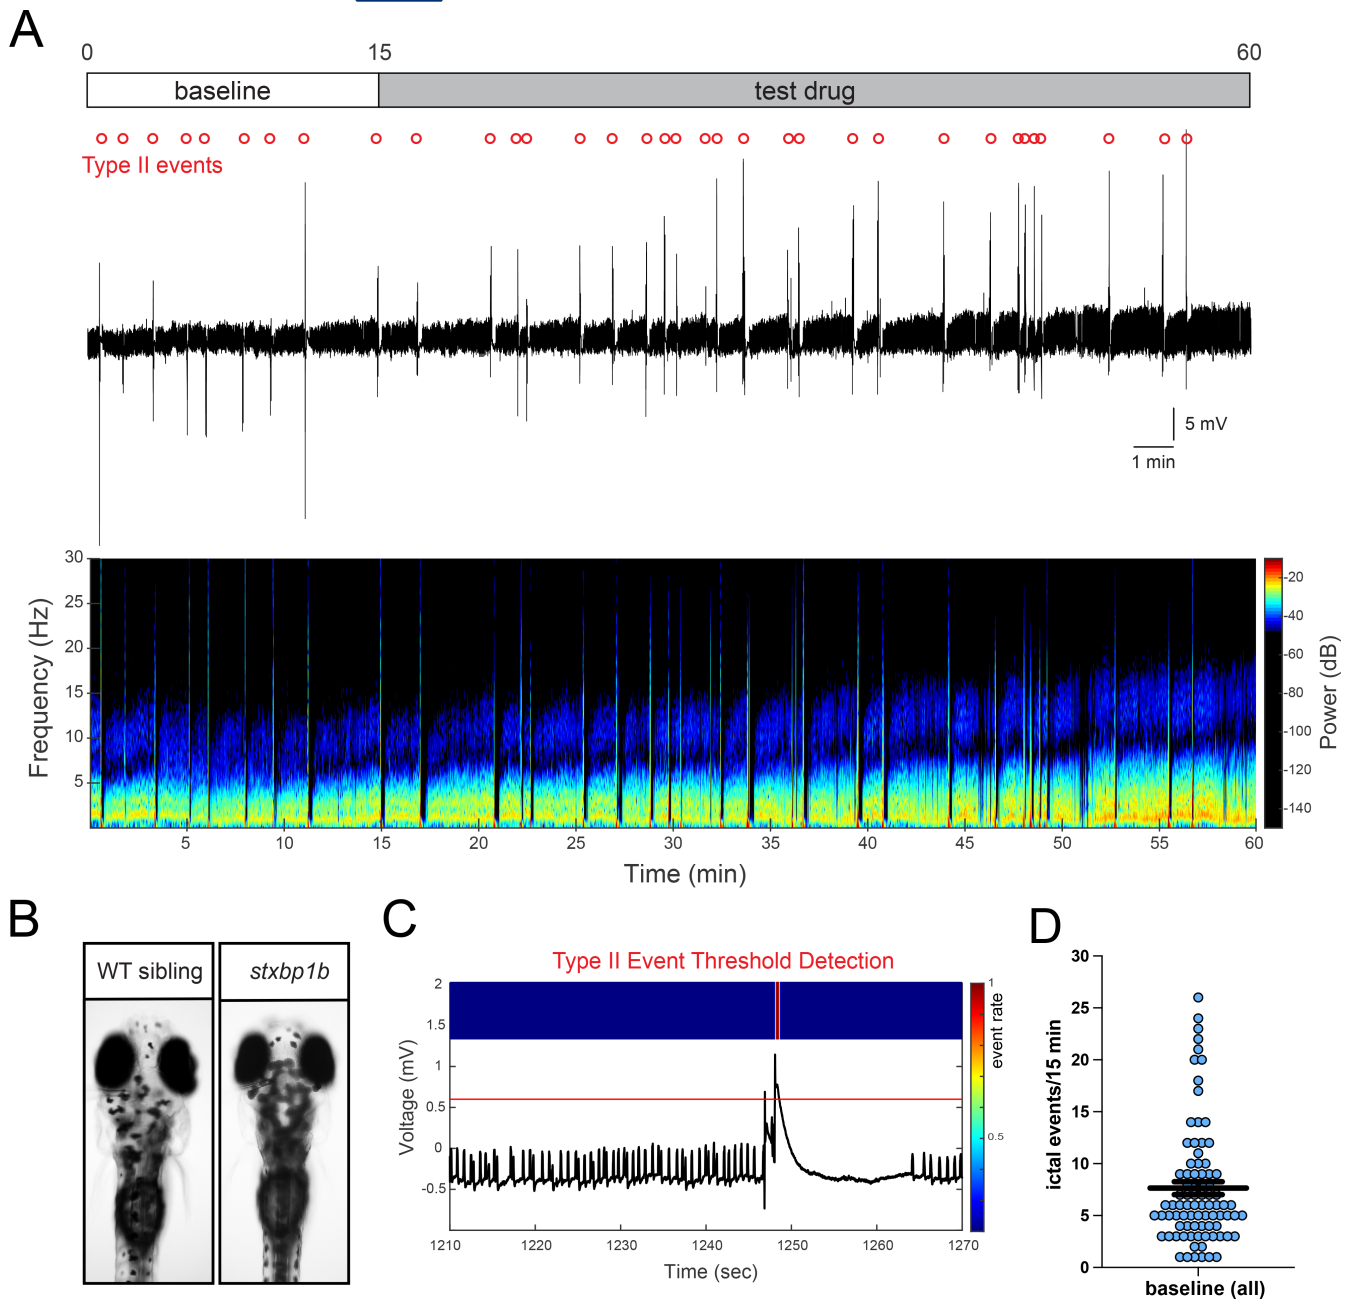 A
0 15 60
baseline test drug
Type II events
5 mV
1 min
30
25
20
15
10
5
Frequency (Hz)
5 10 15 20 25 30 35 40 45 50 55 60
Time (min)
-20
-40
-60
-80
-100
-120
-140
Power (dB)
B
WT sibling stxbp1b
C
Type II Event Threshold Detection
2
1.5
1
0.5
0
-0.5
Voltage (mV)
1210 1220 1230 1240 1250 1260 1270
Time (sec)
1
0.5
event rate
D
30
25
20
15
10
5
0
ictal events/15 min
baseline (all)